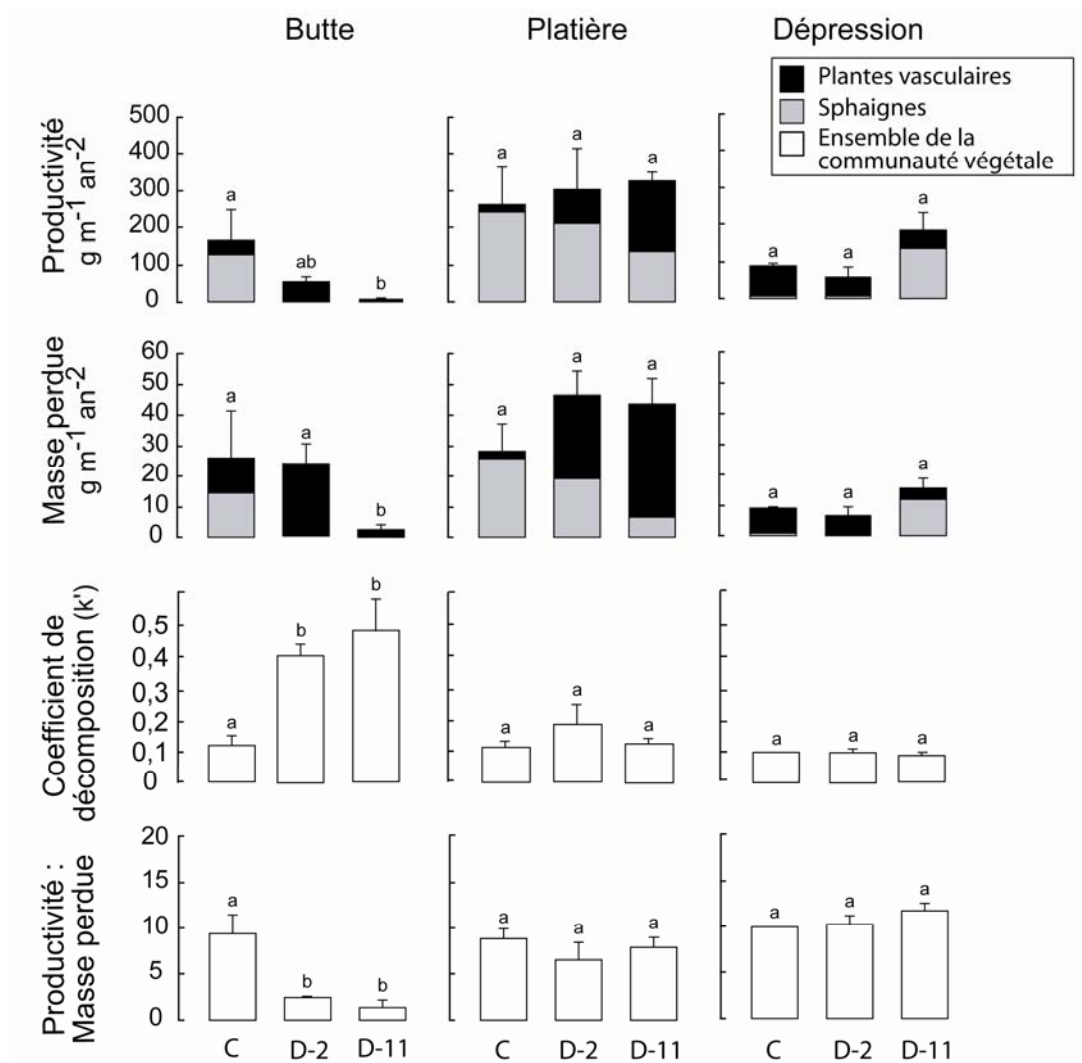 Butte Platière Dépression
Plantes vasculaires
Sphaignes
Ensemble de la
communauté végétale
Productivité
g m-1 an-2
500
400
300
200
100
0
a
ab
b
a
a
a
a
a
a
Masse perdue
g m-1 an-2
60
50
40
30
20
10
0
a
a
b
a
a
a
a
a
a
Coefficient de
décomposition (k')
0,5
0,4
0,3
0,2
0,1
0
a
b
b
a
a
a
a
a
a
Productivité :
Masse perdue
20
15
10
5
0
a
b
b
a
a
a
a
a
a
C D-2 D-11 C D-2 D-11 C D-2 D-11